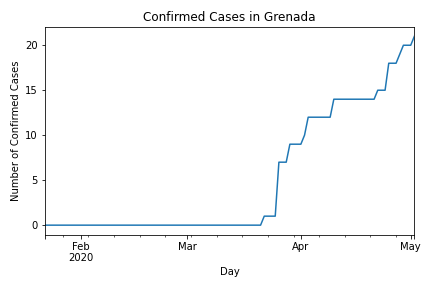 Confirmed Cases in Grenada
Number of Confirmed Cases
20
15
10
5
0
Feb
2020
Mar
Apr
May
Day